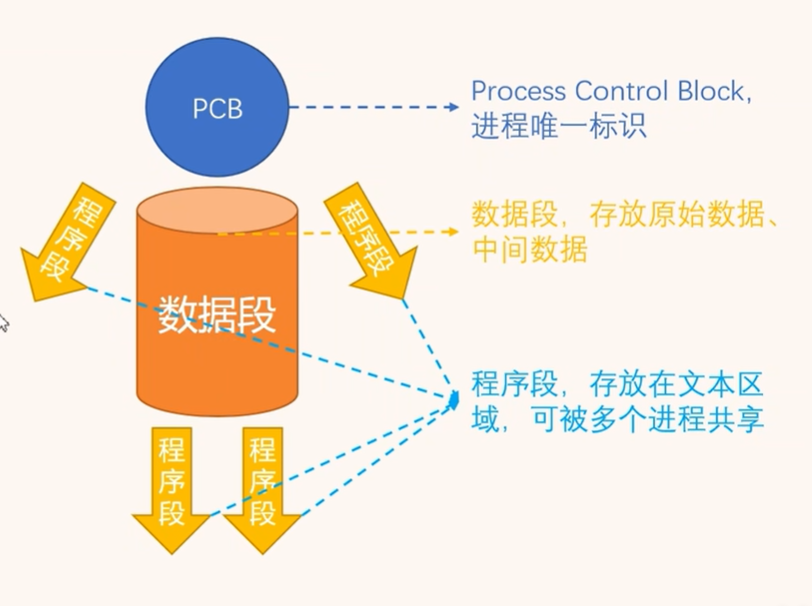 PCB
Process Control Block，
进程唯一标识
程序段
程序段
数据段，存放原始数据、
中间数据
数据段
程序段，存放在文本区
域，可被多个进程共享
程序段
程序段